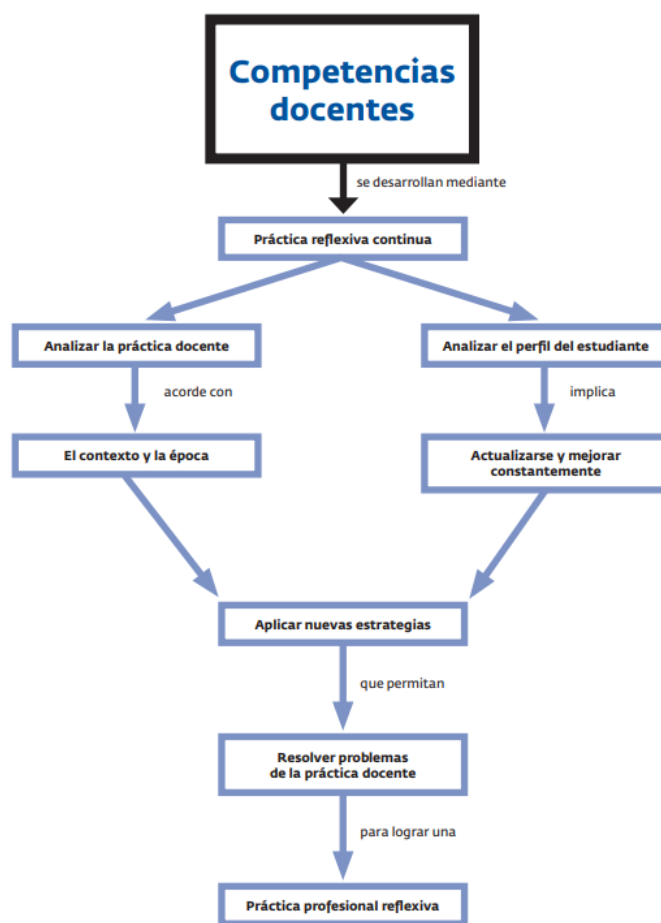 Competencias
docentes
se desarrollan mediante
Práctica reflexiva continua
Analizar la práctica docente
Analizar el perfil del estudiante
acorde con
implica
El contexto y la época
Actualizarse y mejorar
constantemente
Aplicar nuevas estrategias
que permitan
Resolver problemas
de la práctica docente
para lograr una
Práctica profesional reflexiva